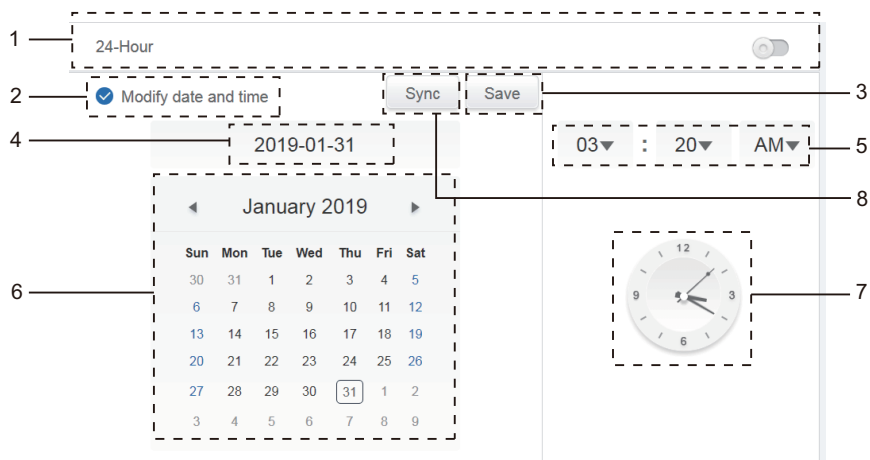 1 24-Hour
2 Modify date and time Sync Save 3
4 2019-01-31 03 : 20 AM 5
8
January 2019
Sun Mon Tue Wed Thu Fri Sat
30 31 1 2 3 4 5
6 7 8 9 10 11 12
13 14 15 16 17 18 19
20 21 22 23 24 25 26
27 28 29 30 31 1 2
3 4 5 6 7 8 9
6
12
9 3
6
7